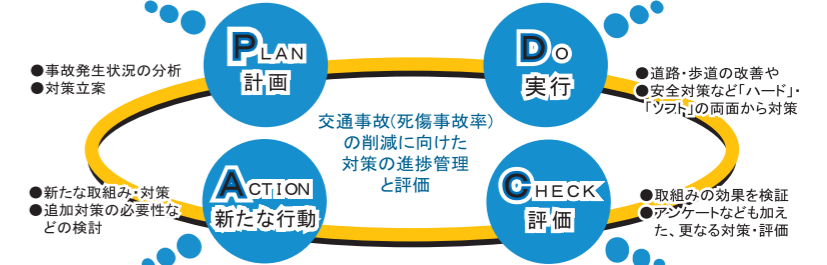 PLAN
計画
●事故発生状況の分析
●対策立案
DO
実行
●道路・歩道の改善や
●安全対策など「ハード」・
「ソフト」の両面から対策
交通事故(死傷事故率)
の削減に向けた
対策の進捗管理
と評価
ACTION
新たな行動
●新たな取組み・対策
●追加対策の必要性な
どの検討
CHECK
評価
●取組みの効果を検証
●アンケートなども加え
た、更なる対策・評価